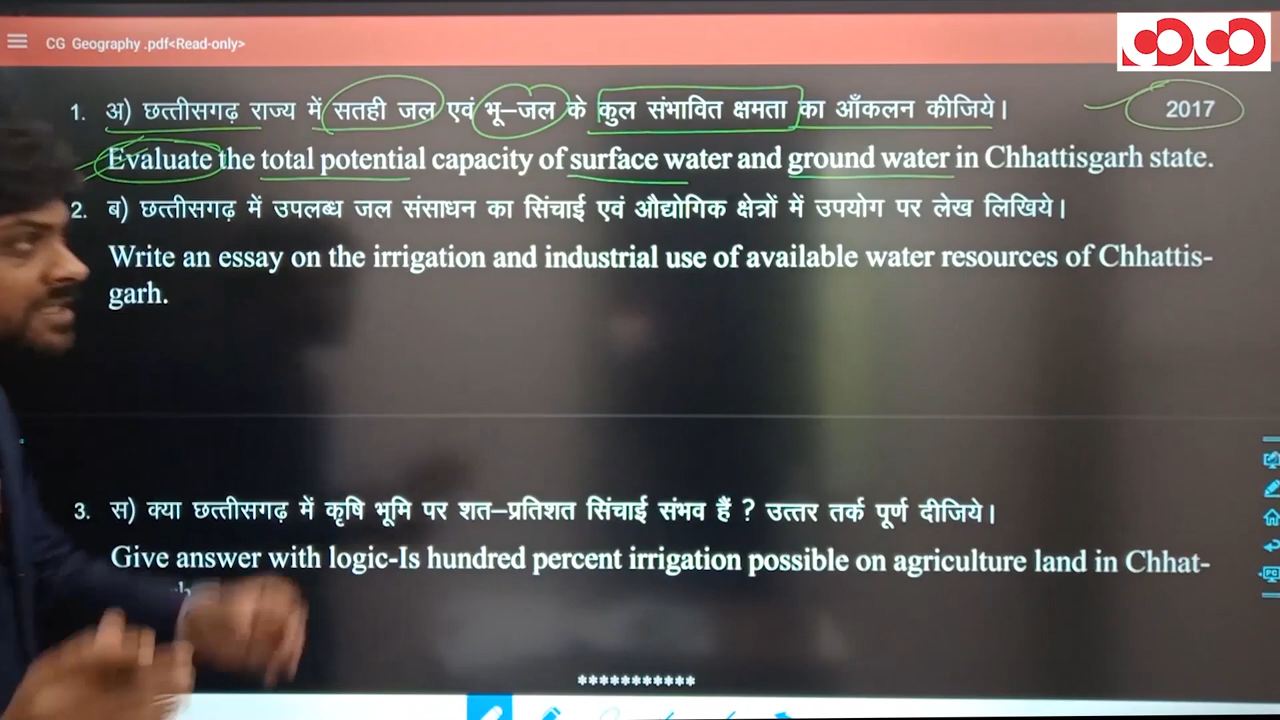 CG Geography .pdf<Read-only>
1. अ) छत्तीसगढ़ राज्य में सतही जल एवं भू–जल के कुल संभावित क्षमता का आँकलन कीजिये। 2017
Evaluate the total potential capacity of surface water and ground water in Chhattisgarh state.
2. ब) छत्तीसगढ़ में उपलब्ध जल संसाधन का सिंचाई एवं औद्योगिक क्षेत्रों में उपयोग पर लेख लिखिये।
Write an essay on the irrigation and industrial use of available water resources of Chhattis-
garh.
3. स) क्या छत्तीसगढ़ में कृषि भूमि पर शत–प्रतिशत सिंचाई संभव हैं ? उत्तर तर्क पूर्ण दीजिये।
Give answer with logic-Is hundred percent irrigation possible on agriculture land in Chhat-
***********
PC